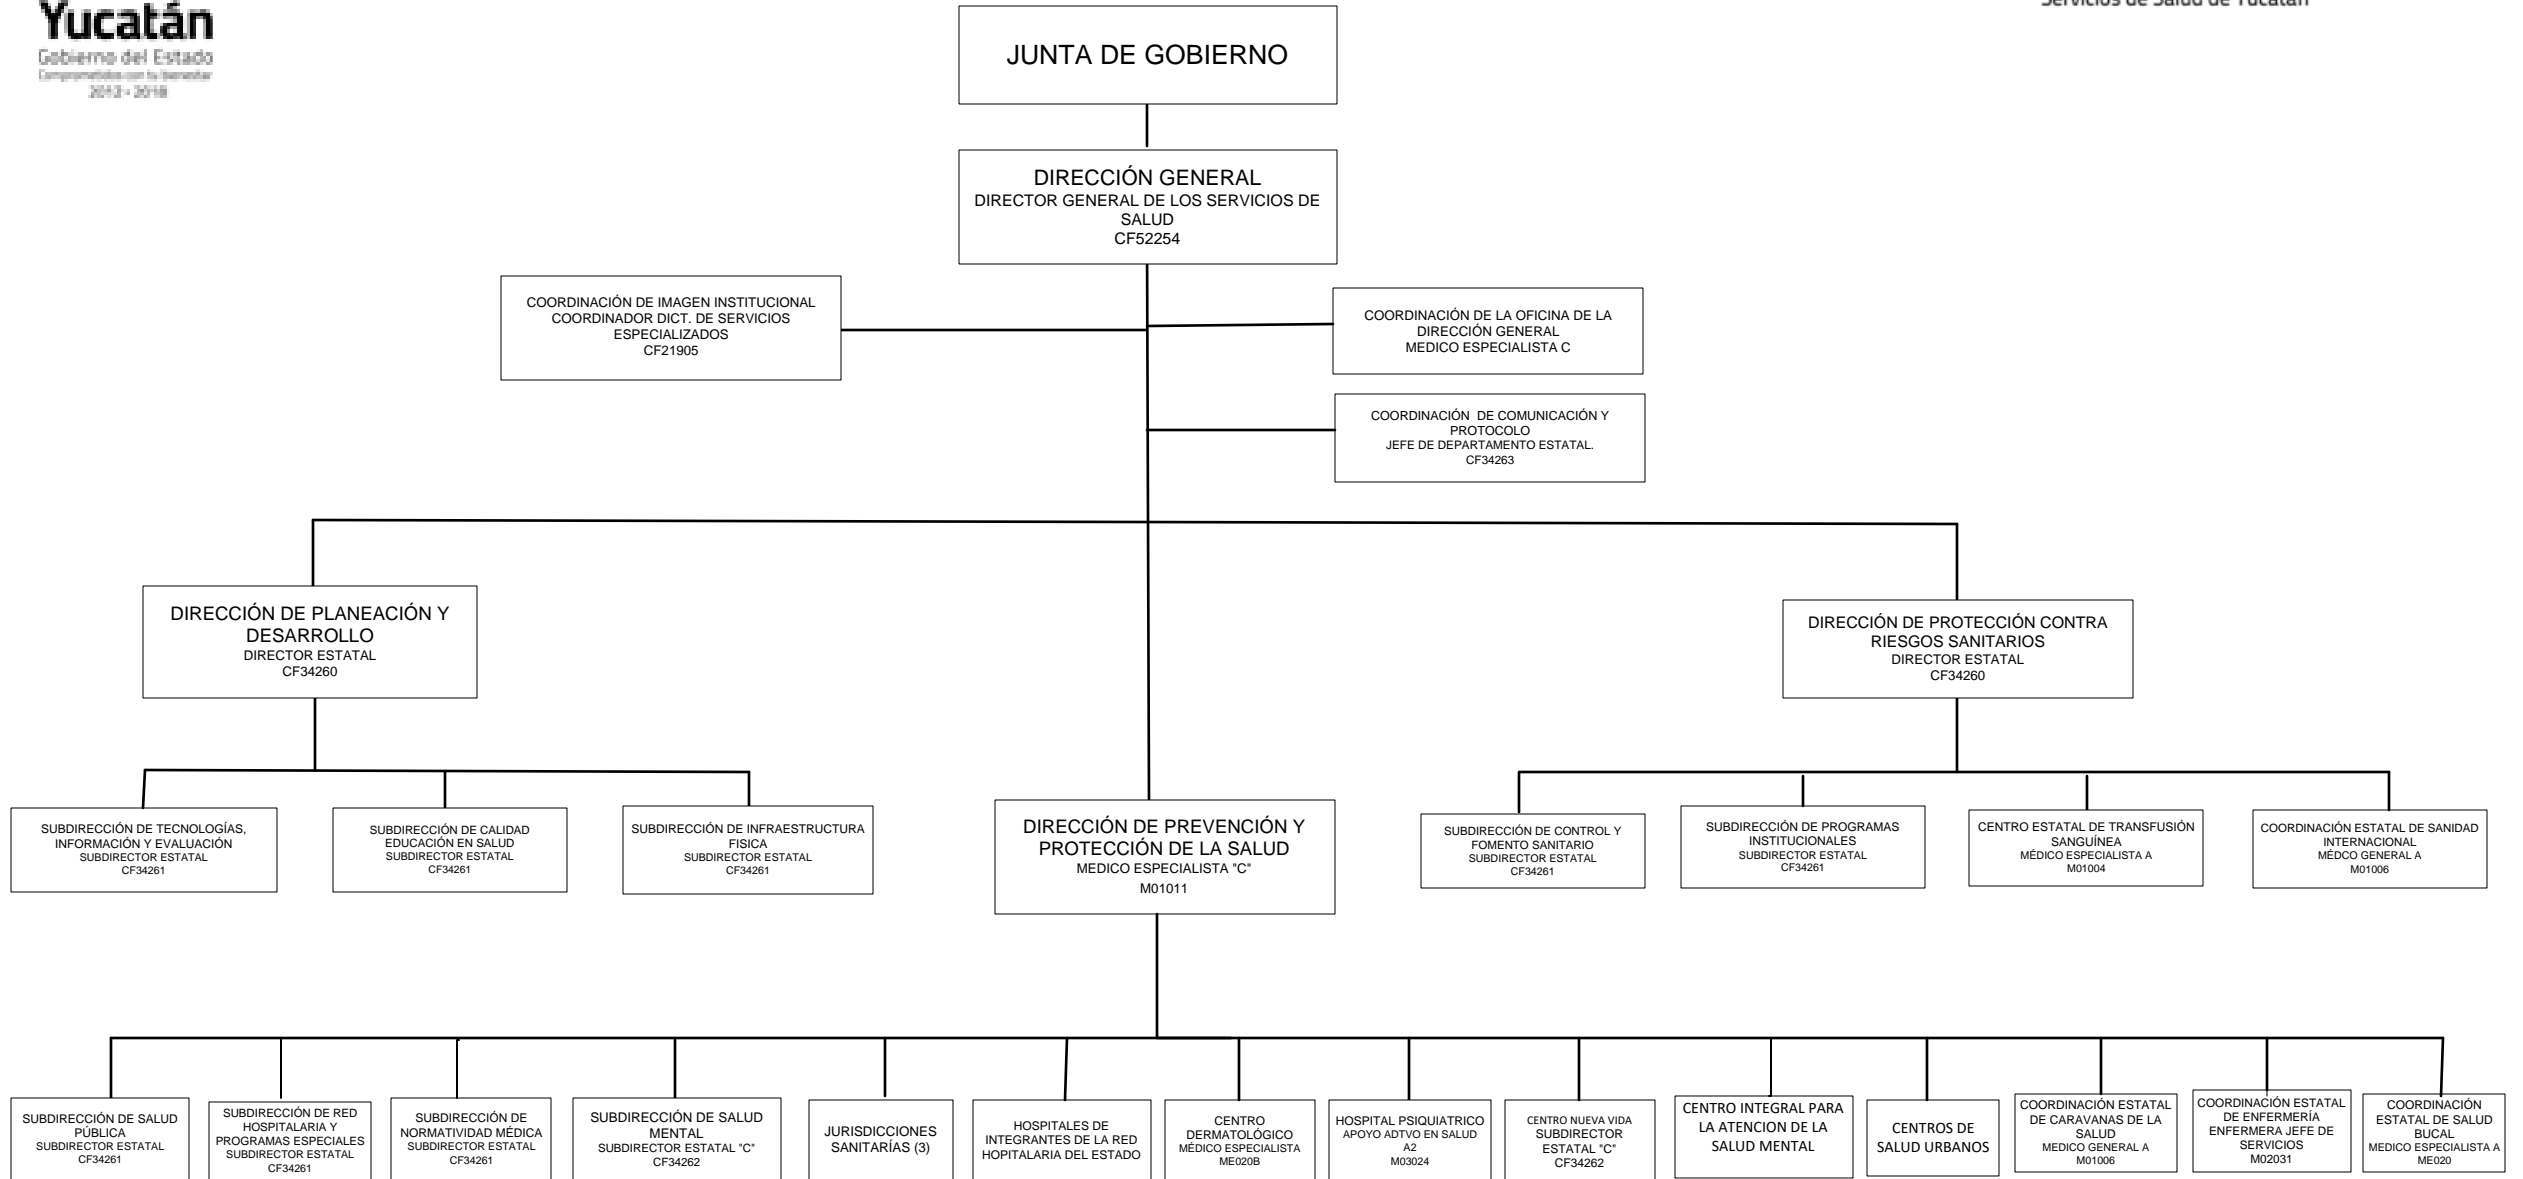 Yucatán
Gobierno del Estado
Comprometidos con tu bienestar
2012 - 2018
Servicios de Salud de Yucatán
JUNTA DE GOBIERNO
DIRECCIÓN GENERAL
DIRECTOR GENERAL DE LOS SERVICIOS DE
SALUD
CF52254
COORDINACIÓN DE IMAGEN INSTITUCIONAL
COORDINADOR DICT. DE SERVICIOS
ESPECIALIZADOS
CF21905
COORDINACIÓN DE LA OFICINA DE LA
DIRECCIÓN GENERAL
MEDICO ESPECIALISTA C
COORDINACIÓN DE COMUNICACIÓN Y
PROTOCOLO
JEFE DE DEPARTAMENTO ESTATAL.
CF34263
DIRECCIÓN DE PLANEACIÓN Y
DESARROLLO
DIRECTOR ESTATAL
CF34260
DIRECCIÓN DE PROTECCIÓN CONTRA
RIESGOS SANITARIOS
DIRECTOR ESTATAL
CF34260
SUBDIRECCIÓN DE TECNOLOGÍAS,
INFORMACIÓN Y EVALUACIÓN
SUBDIRECTOR ESTATAL
CF34261
SUBDIRECCIÓN DE CALIDAD
EDUCACIÓN EN SALUD
SUBDIRECTOR ESTATAL
CF34261
SUBDIRECCIÓN DE INFRAESTRUCTURA
FISICA
SUBDIRECTOR ESTATAL
CF34261
DIRECCIÓN DE PREVENCIÓN Y
PROTECCIÓN DE LA SALUD
MEDICO ESPECIALISTA "C"
M01011
SUBDIRECCIÓN DE CONTROL Y
FOMENTO SANITARIO
SUBDIRECTOR ESTATAL
CF34261
SUBDIRECCIÓN DE PROGRAMAS
INSTITUCIONALES
SUBDIRECTOR ESTATAL
CF34261
CENTRO ESTATAL DE TRANSFUSIÓN
SANGUÍNEA
MÉDICO ESPECIALISTA A
M01004
COORDINACIÓN ESTATAL DE SANIDAD
INTERNACIONAL
MÉDCO GENERAL A
M01006
SUBDIRECCIÓN DE SALUD
PÚBLICA
SUBDIRECTOR ESTATAL
CF34261
SUBDIRECCIÓN DE RED
HOSPITALARIA Y
PROGRAMAS ESPECIALES
SUBDIRECTOR ESTATAL
CF34261
SUBDIRECCIÓN DE
NORMATIVIDAD MÉDICA
SUBDIRECTOR ESTATAL
CF34261
SUBDIRECCIÓN DE SALUD
MENTAL
SUBDIRECTOR ESTATAL "C"
CF34262
JURISDICCIONES
SANITARÍAS (3)
HOSPITALES DE
INTEGRANTES DE LA RED
HOPITALARIA DEL ESTADO
CENTRO
DERMATOLÓGICO
MÉDICO ESPECIALISTA
ME020B
HOSPITAL PSIQUIATRICO
APOYO ADTVO EN SALUD
A2
M03024
CENTRO NUEVA VIDA
SUBDIRECTOR
ESTATAL "C"
CF34262
CENTRO INTEGRAL PARA
LA ATENCION DE LA
SALUD MENTAL
CENTROS DE
SALUD URBANOS
COORDINACIÓN ESTATAL
DE CARAVANAS DE LA
SALUD
MEDICO GENERAL A
M01006
COORDINACIÓN ESTATAL
DE ENFERMERÍA
ENFERMERA JEFE DE
SERVICIOS
M02031
COORDINACIÓN
ESTATAL DE SALUD
BUCAL
MEDICO ESPECIALISTA A
ME020